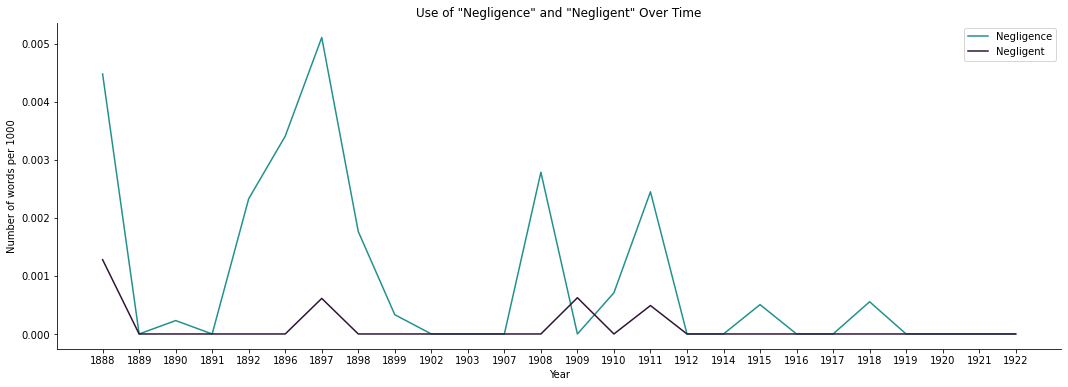 Use of "Negligence" and "Negligent" Over Time
Negligence
Negligent
Number of words per 1000
0.005
0.004
0.003
0.002
0.001
0.000
1888 1889 1890 1891 1892 1896 1897 1898 1899 1902 1903 1907 1908 1909 1910 1911 1912 1914 1915 1916 1917 1918 1919 1920 1921 1922
Year